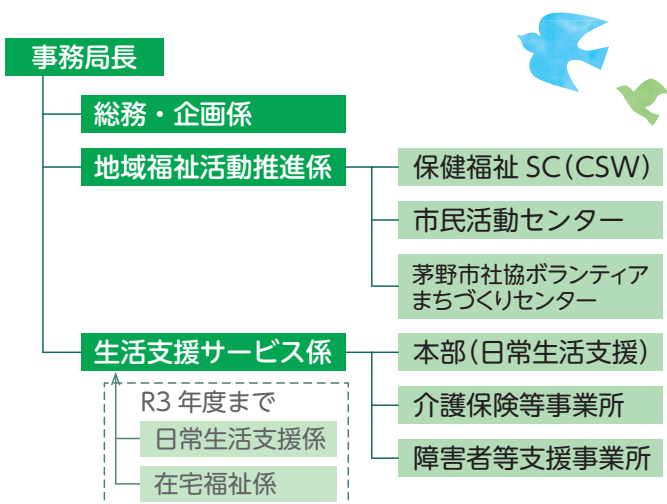 事務局長
総務・企画係
地域福祉活動推進係
保健福祉 SC(CSW)
市民活動センター
茅野市社協ボランティア
まちづくりセンター
生活支援サービス係
本部(日常生活支援)
介護保険等事業所
障害者等支援事業所
R3 年度まで
日常生活支援係
在宅福祉係